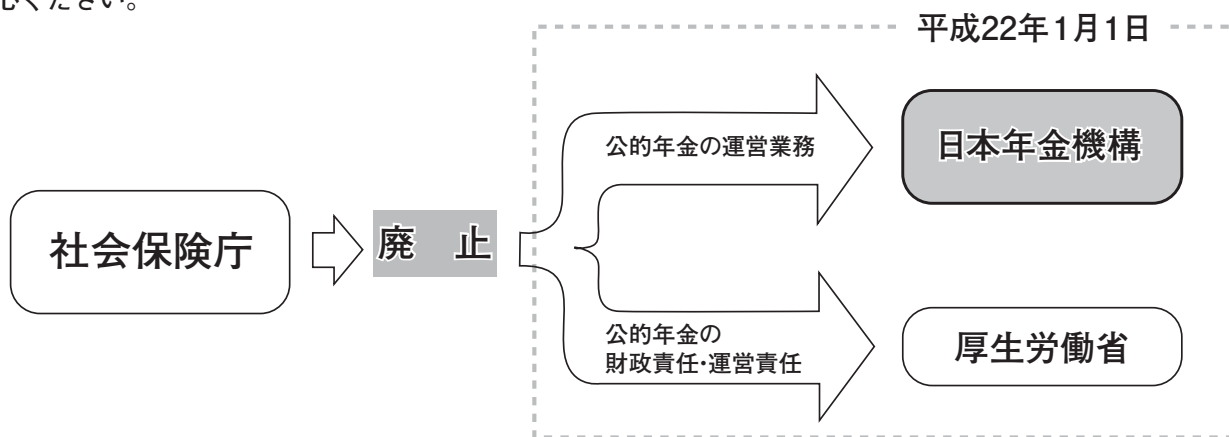 心ください。
平成22年1月1日
公的年金の運営業務
日本年金機構
社会保険庁
廃 止
公的年金の
財政責任・運営責任
厚生労働省